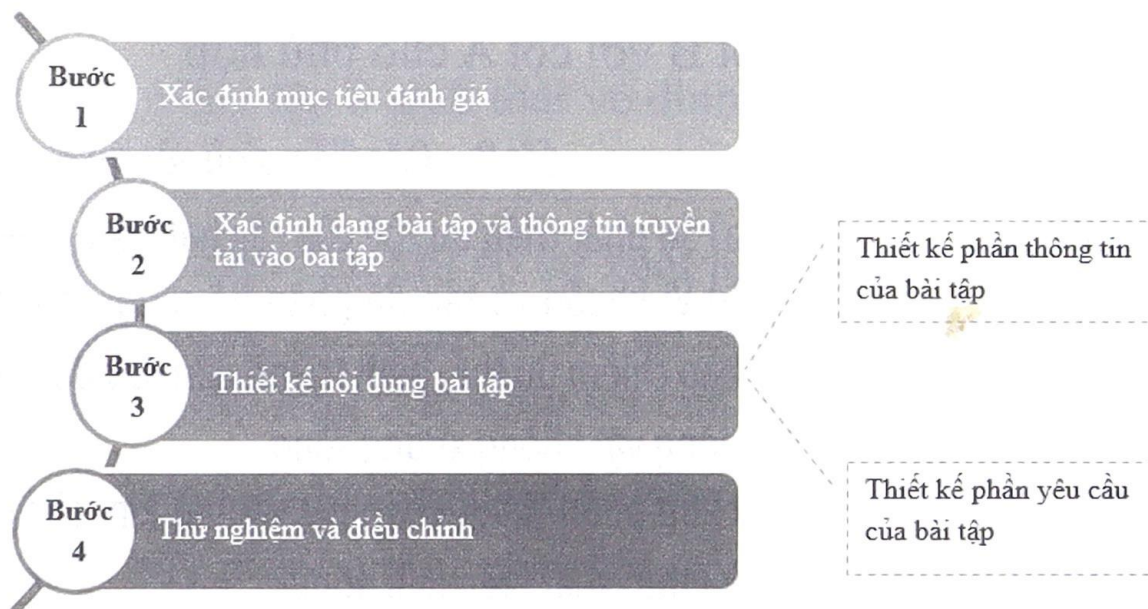 Bước
1
Xác định mục tiêu đánh giá
Bước
2
Xác định dạng bài tập và thông tin truyền
tải vào bài tập
Bước
3
Thiết kế nội dung bài tập
Thiết kế phần thông tin
của bài tập
Thiết kế phần yêu cầu
của bài tập
Bước
4
Thử nghiệm và điều chỉnh